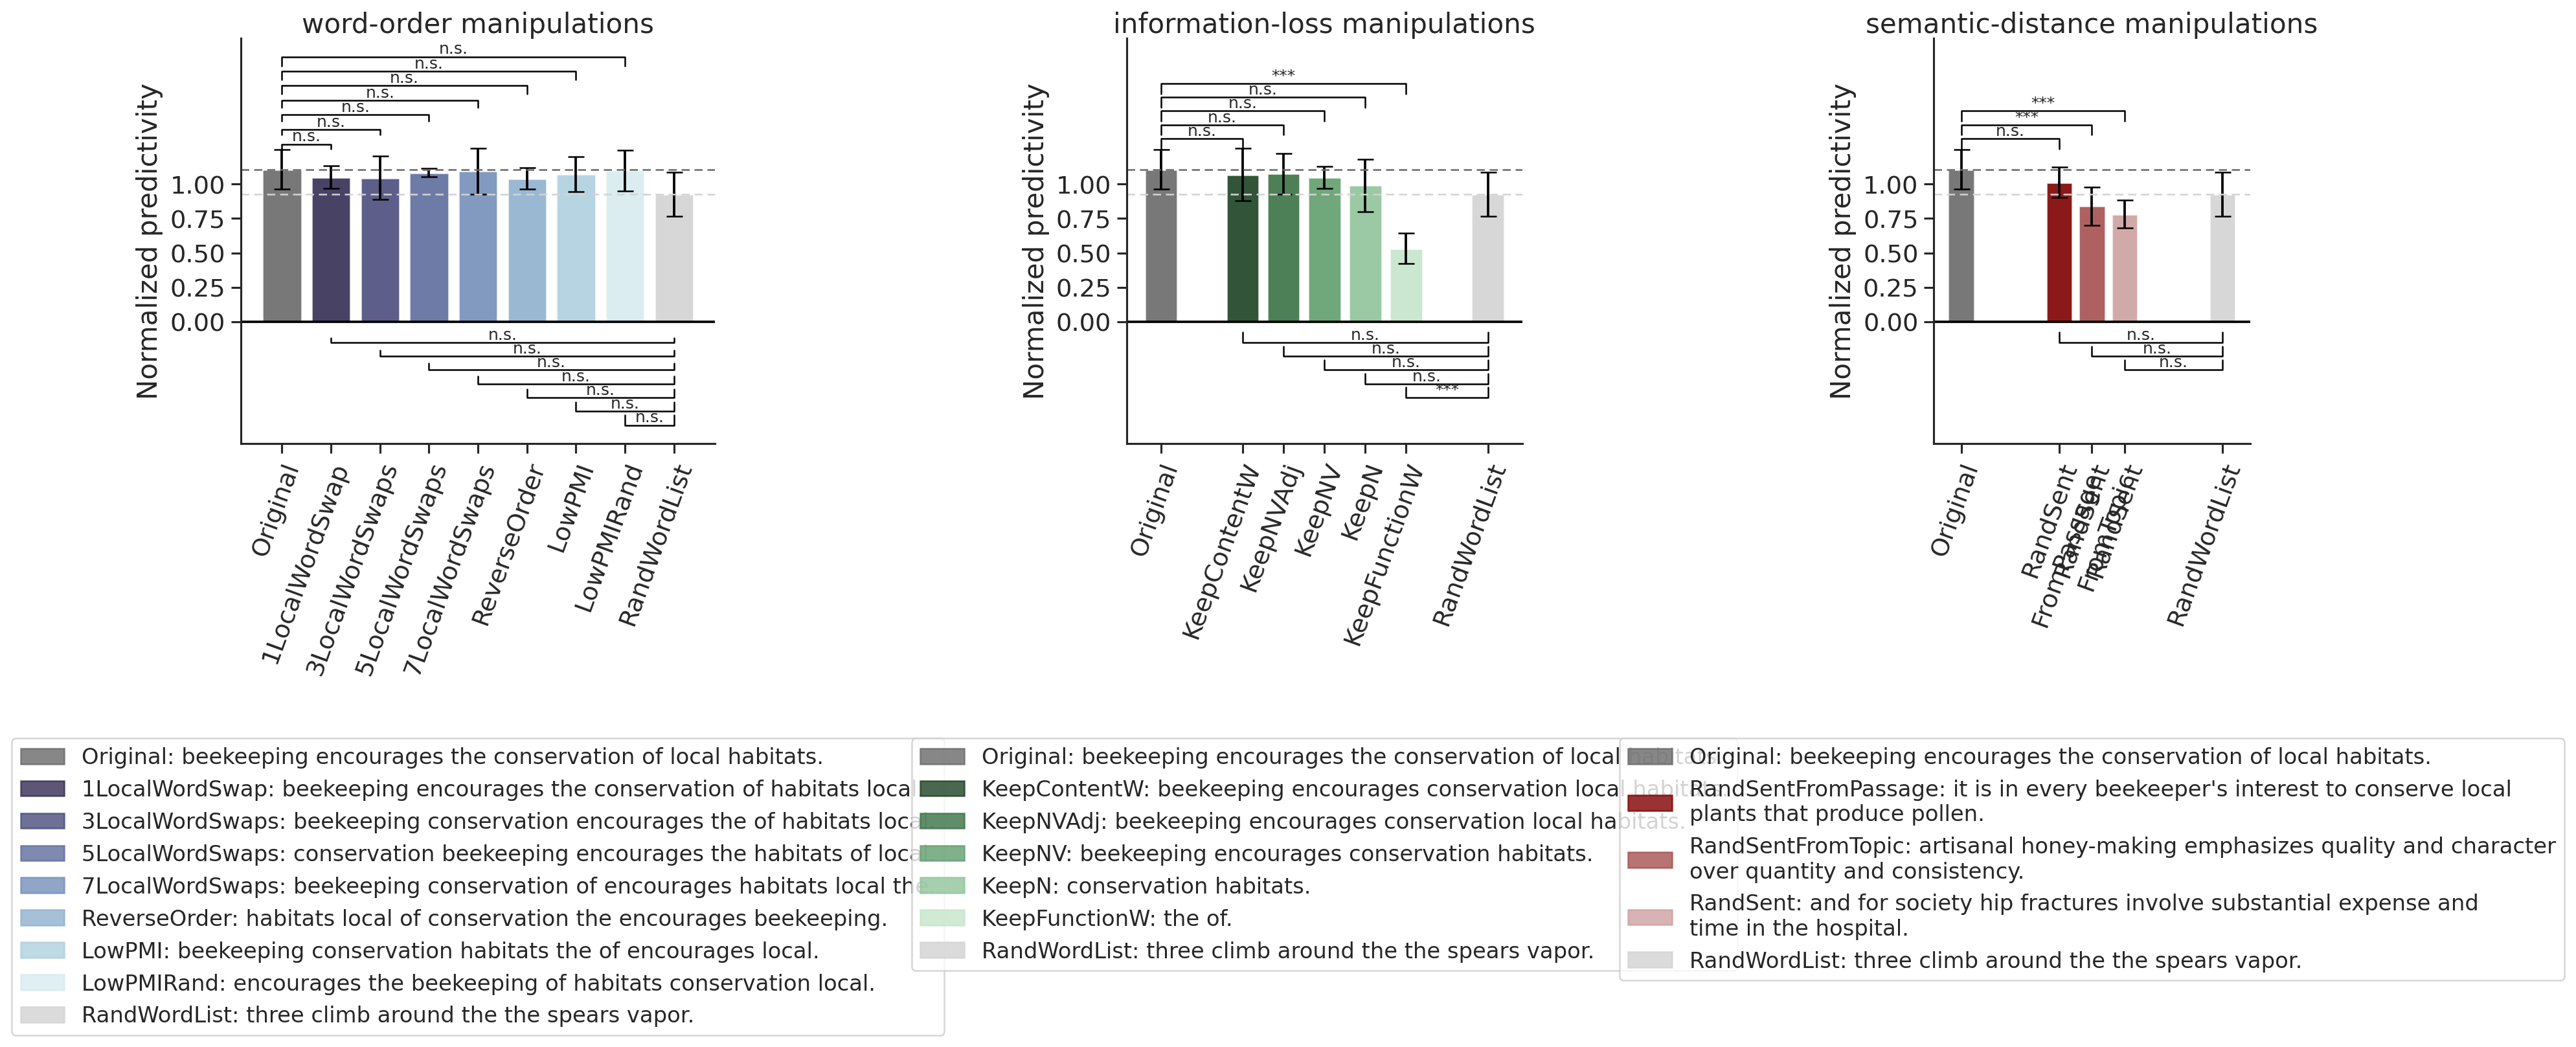 word-order manipulations
Normalized predictivity
1.00
0.75
0.50
0.25
0.00
n.s.
n.s.
n.s.
n.s.
n.s.
n.s.
n.s.
n.s.
n.s.
n.s.
n.s.
n.s.
n.s.
n.s.
Original
1LocalWordSwap
3LocalWordSwaps
5LocalWordSwaps
7LocalWordSwaps
ReverseOrder
LowPMI
LowPMIRand
RandWordList
information-loss manipulations
Normalized predictivity
1.00
0.75
0.50
0.25
0.00
***
n.s.
n.s.
n.s.
n.s.
n.s.
n.s.
n.s.
n.s.
***
Original
KeepContentW
KeepNVAdj
KeepNV
KeepN
KeepFunctionW
RandWordList
semantic-distance manipulations
Normalized predictivity
1.00
0.75
0.50
0.25
0.00
***
***
n.s.
n.s.
n.s.
n.s.
Original
RandSent
FromPassage
RandSent
FromTopic
RandSent
RandWordList
Original: beekeeping encourages the conservation of local habitats.
1LocalWordSwap: beekeeping encourages the conservation of habitats local
3LocalWordSwaps: beekeeping conservation encourages the of habitats local
5LocalWordSwaps: conservation beekeeping encourages the habitats of local
7LocalWordSwaps: beekeeping conservation of encourages habitats local the
ReverseOrder: habitats local of conservation the encourages beekeeping.
LowPMI: beekeeping conservation habitats the of encourages local.
LowPMIRand: encourages the beekeeping of habitats conservation local.
RandWordList: three climb around the the spears vapor.
Original: beekeeping encourages the conservation of local habitats.
KeepContentW: beekeeping encourages conservation local habitats.
KeepNVAdj: beekeeping encourages conservation local habitats.
KeepNV: beekeeping encourages conservation habitats.
KeepN: conservation habitats.
KeepFunctionW: the of.
RandWordList: three climb around the the spears vapor.
Original: beekeeping encourages the conservation of local habitats.
RandSentFromPassage: it is in every beekeeper's interest to conserve local
plants that produce pollen.
RandSentFromTopic: artisanal honey-making emphasizes quality and character
over quantity and consistency.
RandSent: and for society hip fractures involve substantial expense and
time in the hospital.
RandWordList: three climb around the the spears vapor.